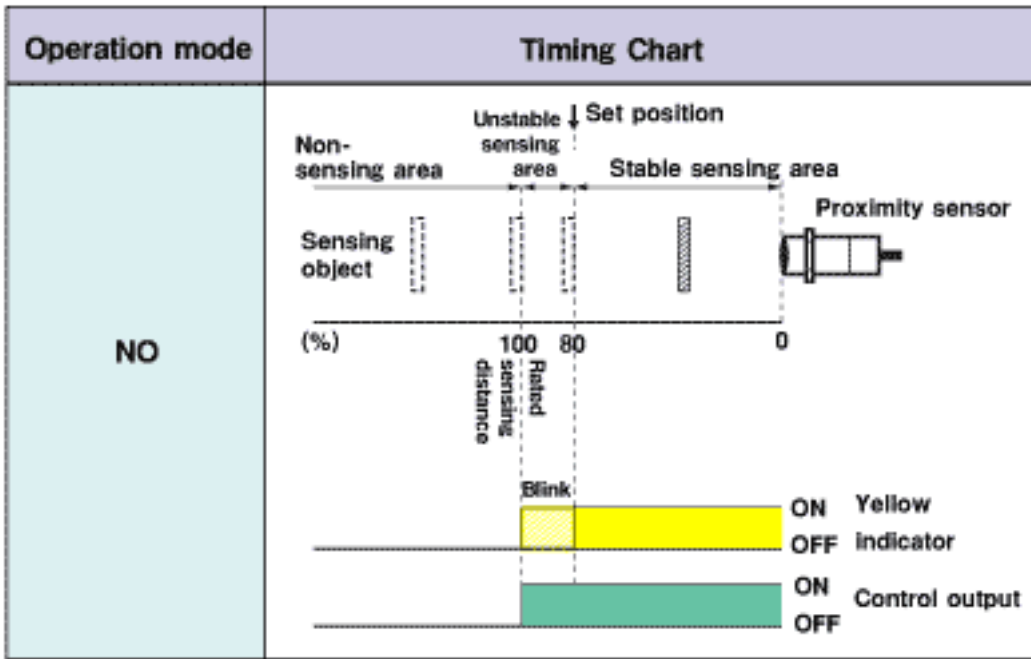 Operation mode
Timing Chart
NO
Unstable
sensing
area
Set position
Non-
sensing area
Stable sensing area
Proximity sensor
Sensing
object
(%)
100
80
0
Rated
sensing
distance
Blink
ON
OFF
Yellow
indicator
ON
OFF
Control output